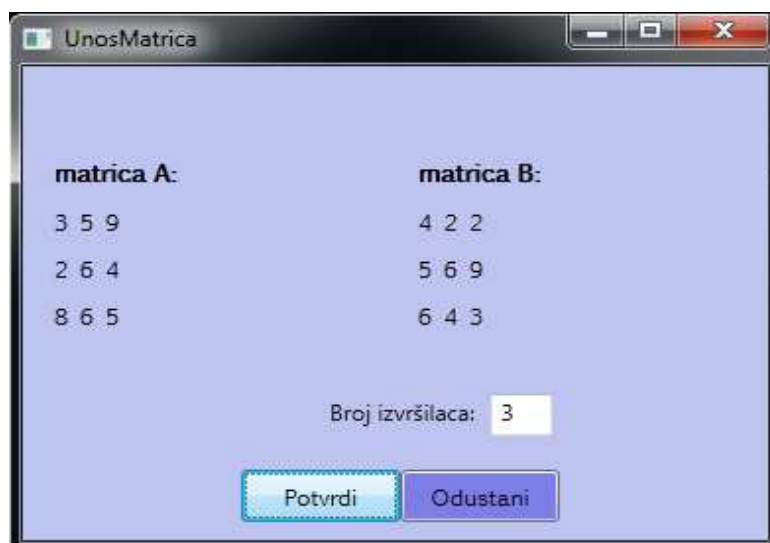 UnosMatrica
matrica A: matrica B:
3 5 9 4 2 2
2 6 4 5 6 9
8 6 5 6 4 3
Broj izvršilaca: 3
Potvrdi Odustani